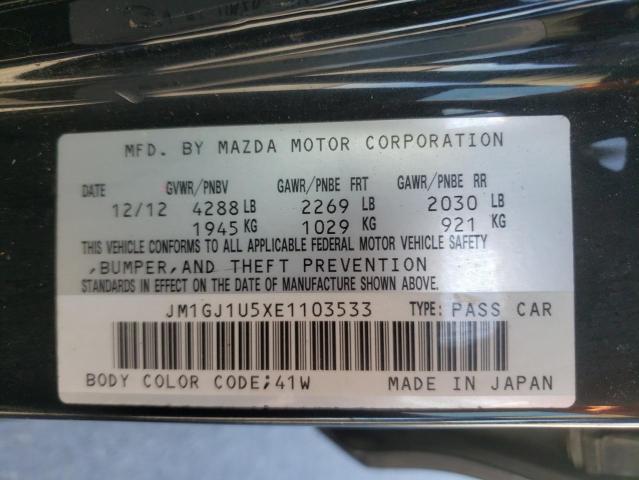 MFD. BY MAZDA MOTOR CORPORATION
DATE GVWR/PNBV GAWR/PNBE FRT GAWR/PNBE RR
12/12 4288 LB 2269 LB 2030 LB
1945 KG 1029 KG 921 KG
THIS VEHICLE CONFORMS TO ALL APPLICABLE FEDERAL MOTOR VEHICLE SAFETY
,BUMPER,AND THEFT PREVENTION
STANDARDS IN EFFECT ON THE DATE OF MANUFACTURE SHOWN ABOVE.
JM1GJ1U5XE1103533 TYPE: PASS CAR
BODY COLOR CODE;41W MADE IN JAPAN